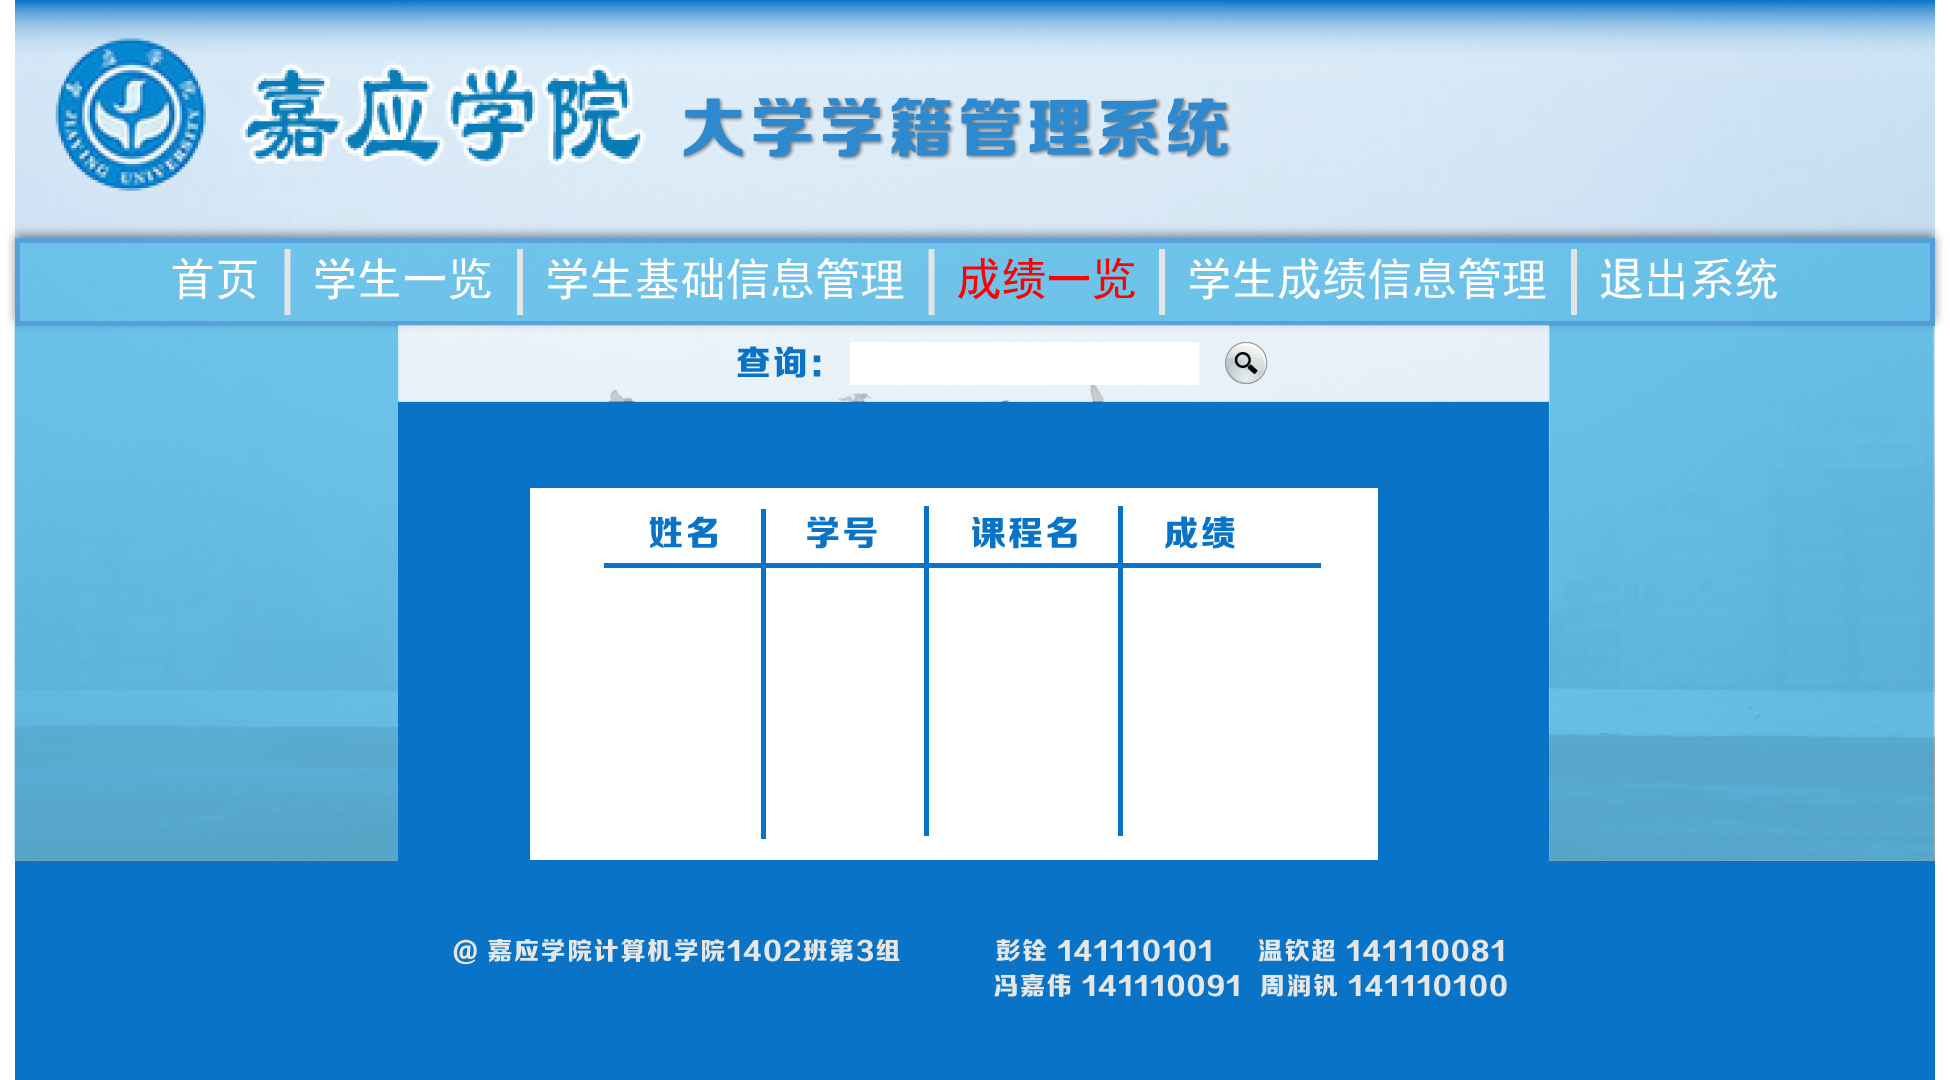 嘉应学院
JIAYING UNIVERSITY
嘉应学院 大学学籍管理系统
首页 学生一览 学生基础信息管理 成绩一览 学生成绩信息管理 退出系统
查询：
姓名 学号 课程名 成绩
@ 嘉应学院计算机学院1402班第3组 彭铨 141110101 温钦超 141110081
冯嘉伟 141110091 周润钒 141110100